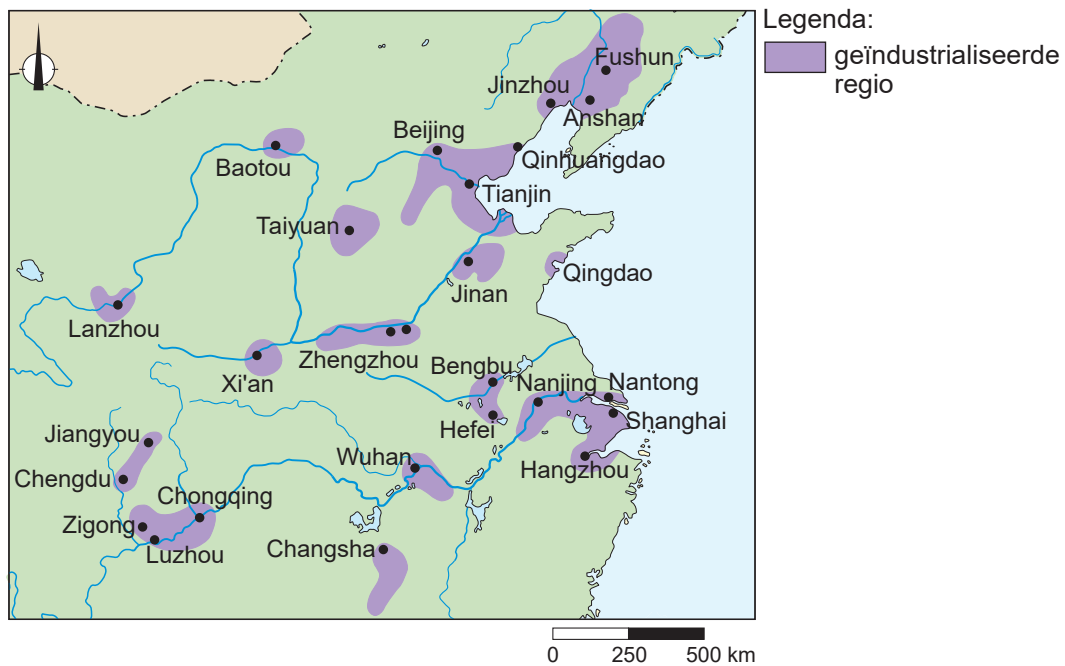 Legenda:
geïndustrialiseerde
regio
Fushun
Jinzhou
Anshan
Beijing
Baotou
Qinhuangdao
Tianjin
Taiyuan
Qingdao
Jinan
Lanzhou
Zhengzhou
Xi'an
Bengbu
Nanjing
Nantong
Shanghai
Hefei
Jiangyou
Wuhan
Hangzhou
Chengdu
Chongqing
Zigong
Luzhou
Changsha
0 250 500 km